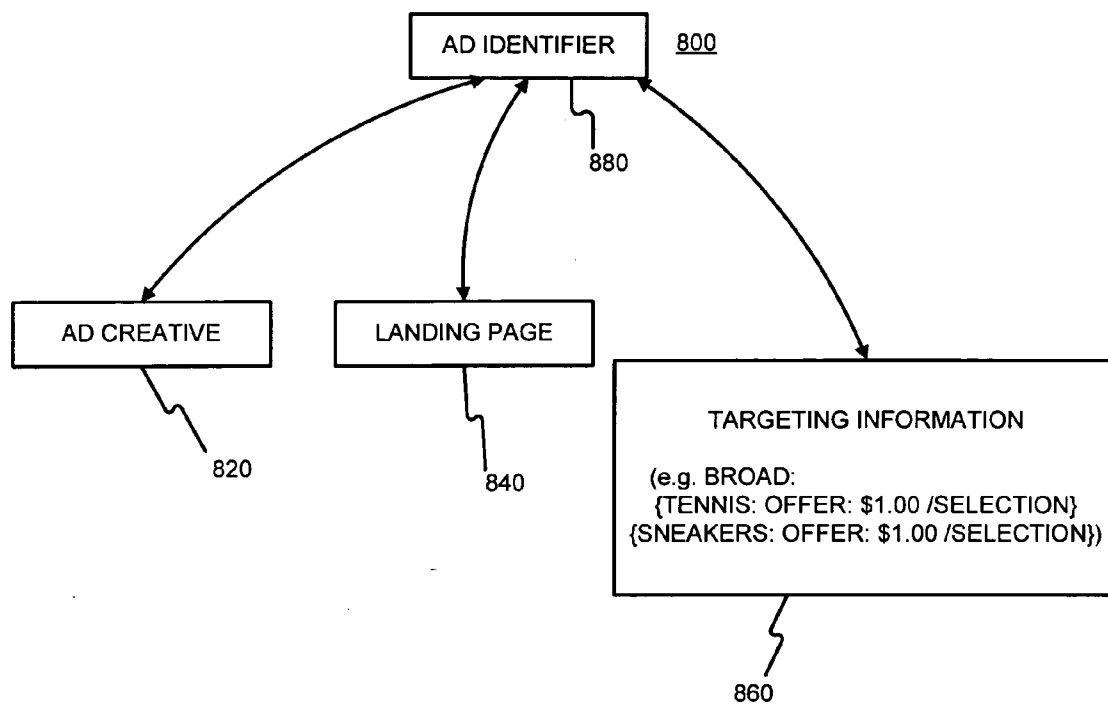 AD IDENTIFIER
800
880
AD CREATIVE
LANDING PAGE
820
840
TARGETING INFORMATION
(e.g. BROAD:
{TENNIS: OFFER: $1.00 /SELECTION}
{SNEAKERS: OFFER: $1.00 /SELECTION})
860